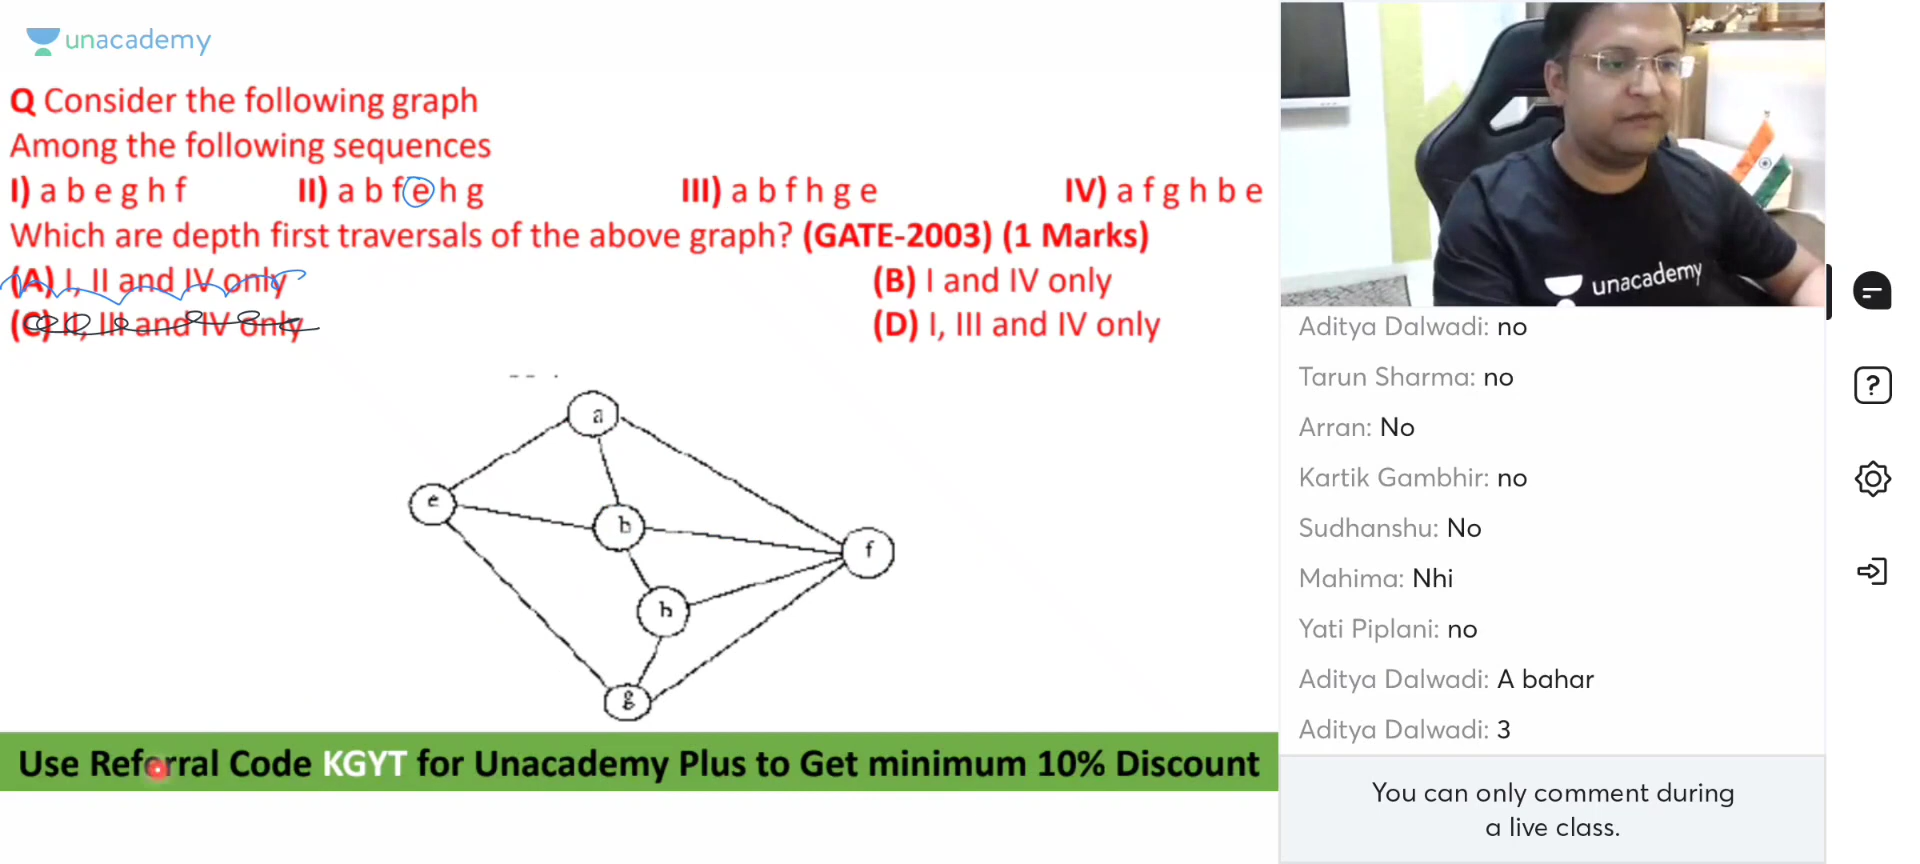 unacademy
Q Consider the following graph
Among the following sequences
I) a b e g h f II) a b f e h g III) a b f h g e IV) a f g h b e
Which are depth first traversals of the above graph? (GATE-2003) (1 Marks)
(A) I, II and IV only (B) I and IV only
(C) II, III and IV only (D) I, III and IV only
a
e
b
f
h
g
Use Referral Code KGYT for Unacademy Plus to Get minimum 10% Discount
unacademy
Aditya Dalwadi: no
Tarun Sharma: no
Arran: No
Kartik Gambhir: no
Sudhanshu: No
Mahima: Nhi
Yati Piplani: no
Aditya Dalwadi: A bahar
Aditya Dalwadi: 3
You can only comment during
a live class.
?